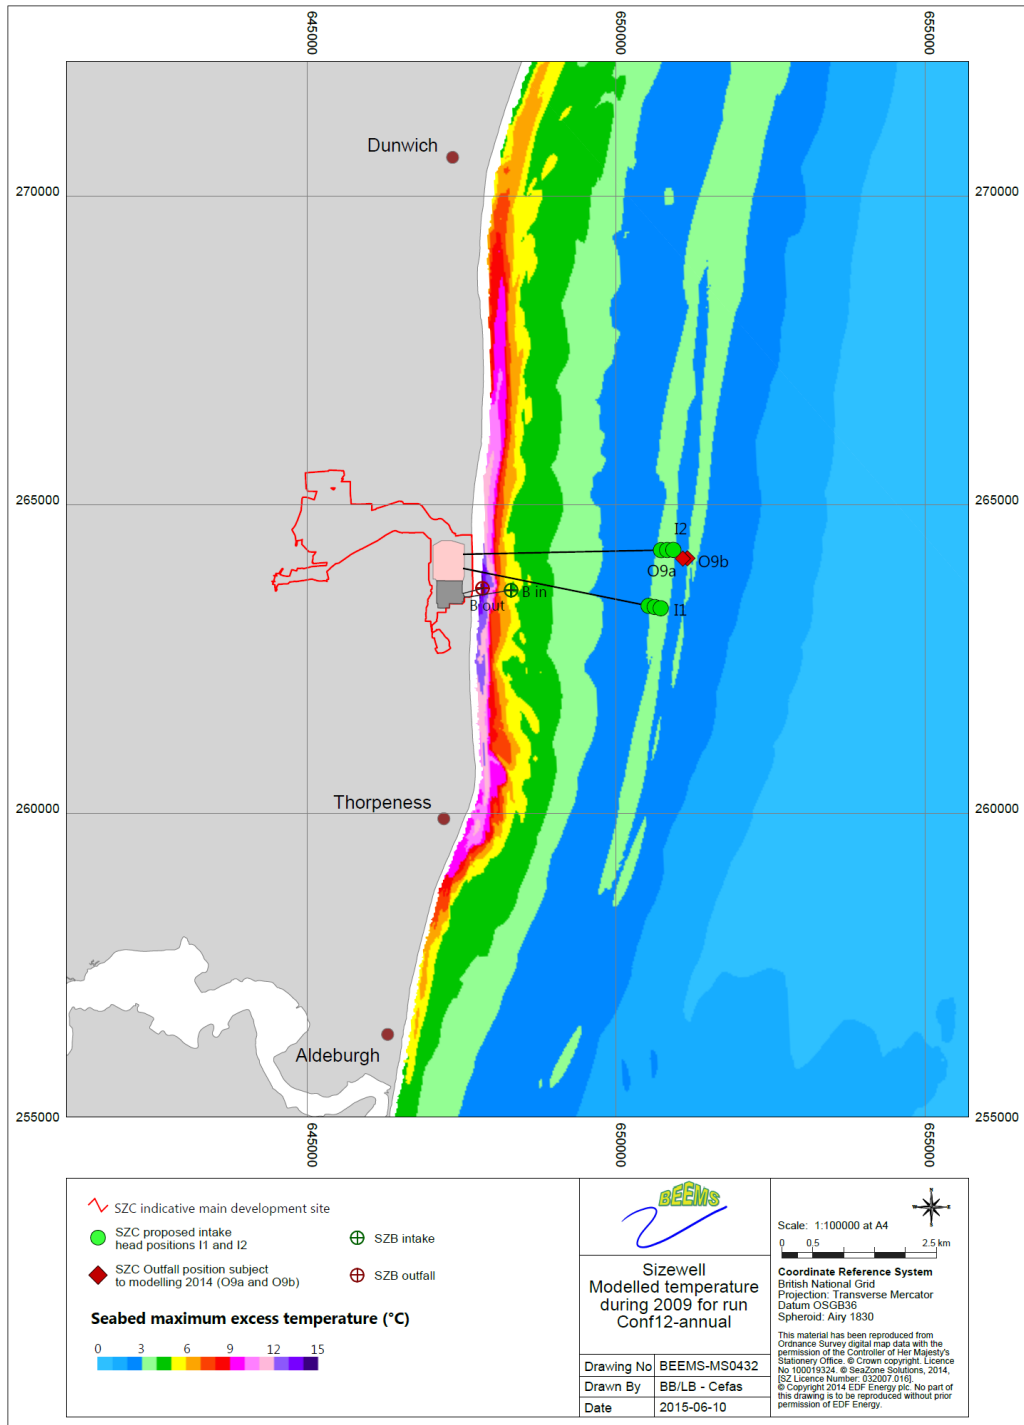 645000
650000
655000
Dunwich
270000
270000
265000
265000
I2
O9a
O9b
B out
B in
I1
Thorpeness
260000
260000
Aldeburgh
255000
255000
645000
650000
655000
SZC indicative main development site
SZC proposed intake
head positions I1 and I2
SZB intake
SZC Outfall position subject
to modelling 2014 (O9a and O9b)
SZB outfall
Seabed maximum excess temperature (°C)
0 3 6 9 12 15
BEEMS
Sizewell
Modelled temperature
during 2009 for run
Conf12-annual
Drawing No BEEMS-MS0432
Drawn By BB/LB - Cefas
Date 2015-06-10
Scale: 1:100000 at A4
0 0.5 2.5 km
Coordinate Reference System
British National Grid
Projection: Transverse Mercator
Datum OSGB36
Spheroid: Airy 1830
This material has been reproduced from
Ordnance Survey digital map data with the
permission of the Controller of Her Majesty's
Stationery Office. © Crown copyright. Licence
No 100019324. © SeaZone Solutions, 2014,
[SZ Licence Number: 032007.016].
© Copyright 2014 EDF Energy plc. No part of
this drawing is to be reproduced without prior
permission of EDF Energy.